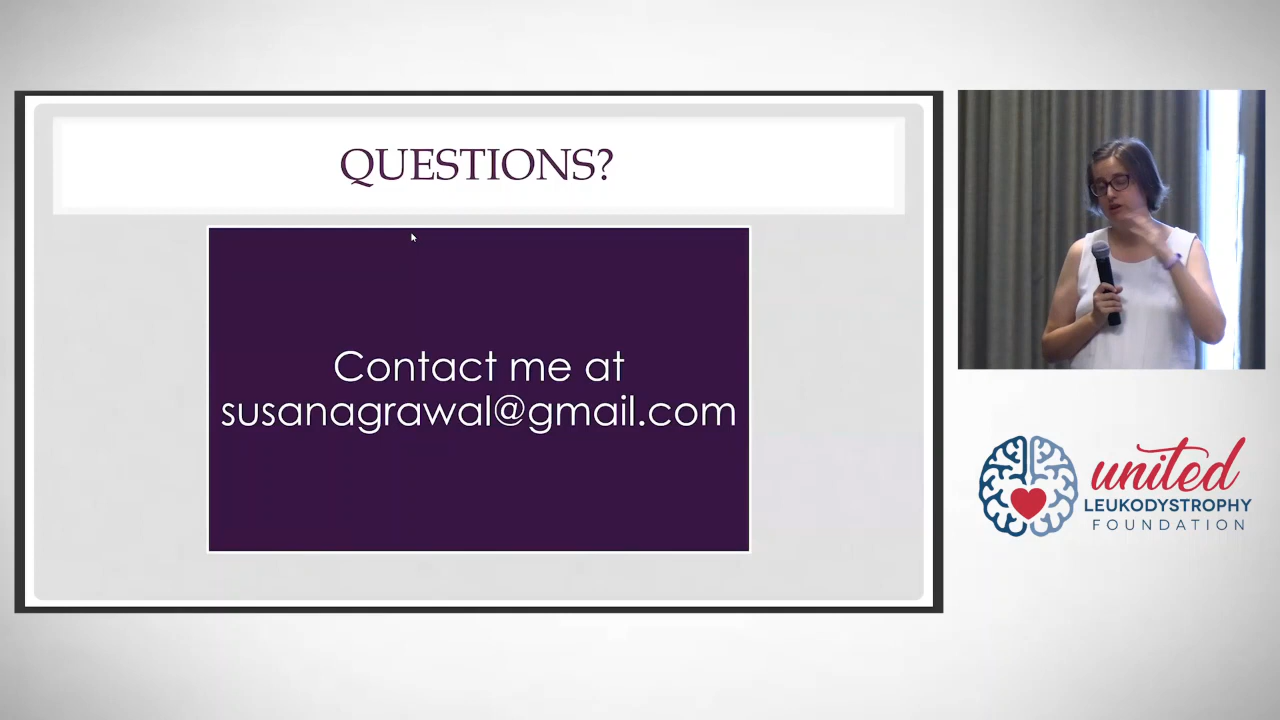 QUESTIONS?
Contact me at
susanagrawal@gmail.com
united
LEUKODYSTROPHY
FOUNDATION